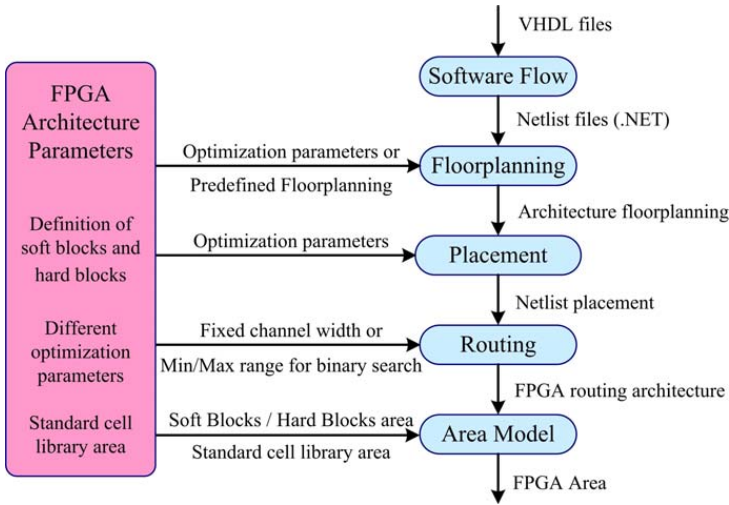 VHDL files
Software Flow
Netlist files (.NET)
FPGA
Architecture
Parameters
Optimization parameters or
Predefined Floorplanning
Floorplanning
Architecture floorplanning
Definition of
soft blocks and
hard blocks
Optimization parameters
Placement
Netlist placement
Different
optimization
parameters
Fixed channel width or
Min/Max range for binary search
Routing
FPGA routing architecture
Standard cell
library area
Soft Blocks / Hard Blocks area
Standard cell library area
Area Model
FPGA Area